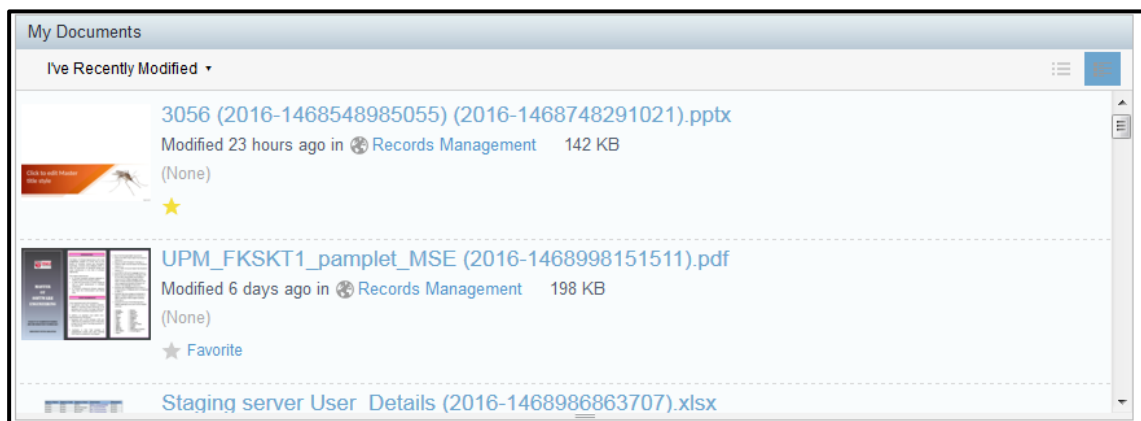 My Documents
I've Recently Modified
3056 (2016-1468548985055) (2016-1468748291021).pptx
Modified 23 hours ago in Records Management 142 KB
Click to edit Master
title style
(None)
UPM_FKSKT1_pamplet_MSE (2016-1468998151511).pdf
Modified 6 days ago in Records Management 198 KB
(None)
Favorite
Staging server User_Details (2016-1468986863707).xlsx